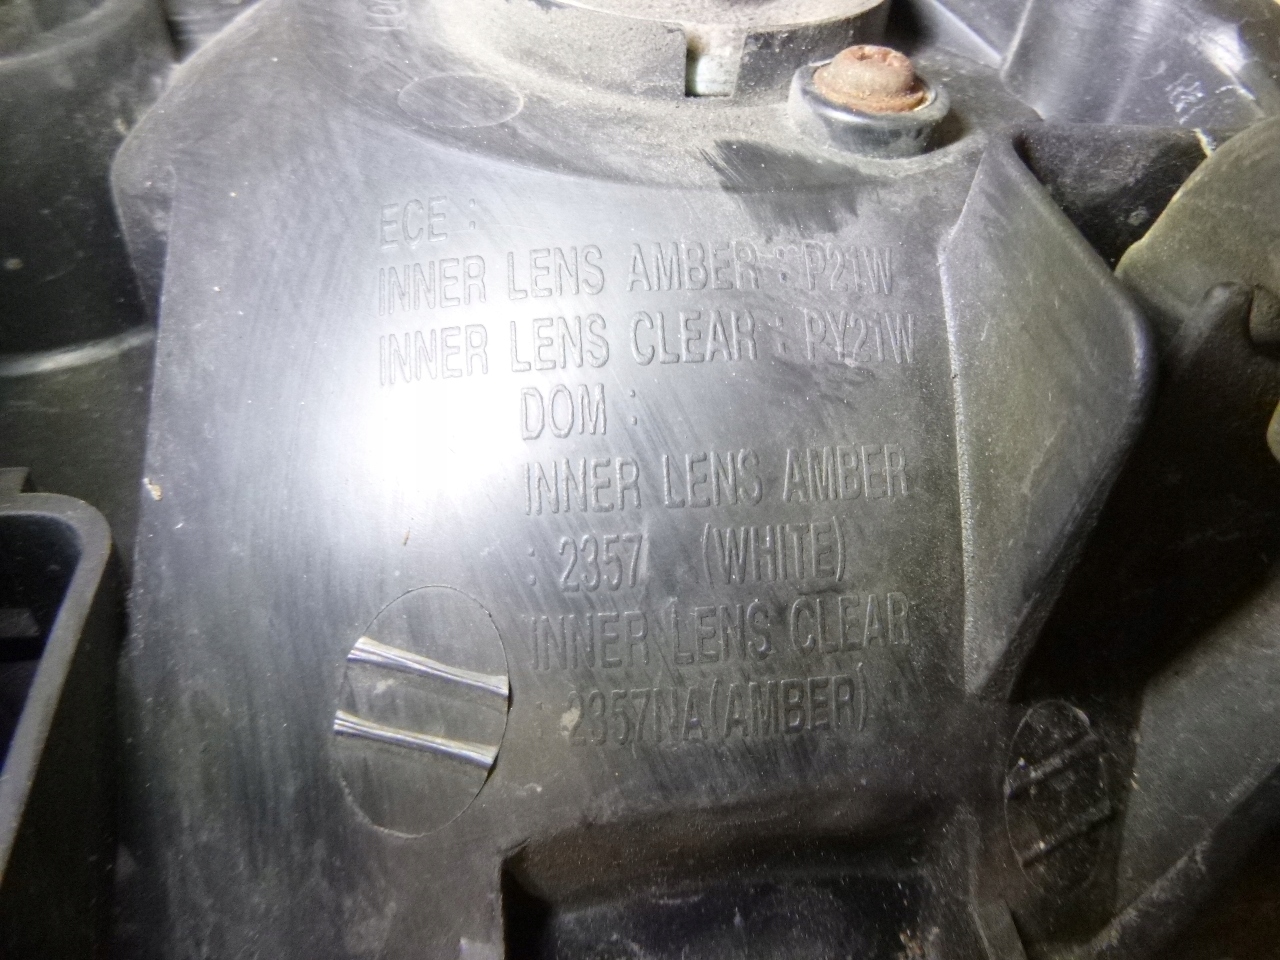 ECE :
INNER LENS AMBER : P21W
INNER LENS CLEAR : PY21W
DOM :
INNER LENS AMBER
: 2357 (WHITE)
INNER LENS CLEAR
: 2357NA(AMBER)